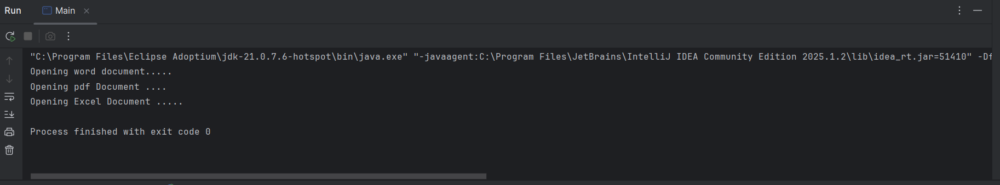 Run Main
"C:\Program Files\Eclipse Adoptium\jdk-21.0.7.6-hotspot\bin\java.exe" "-javaagent:C:\Program Files\JetBrains\IntelliJ IDEA Community Edition 2025.1.2\lib\idea_rt.jar=51410" -Df
Opening word document.....
Opening pdf Document ....
Opening Excel Document .....
Process finished with exit code 0